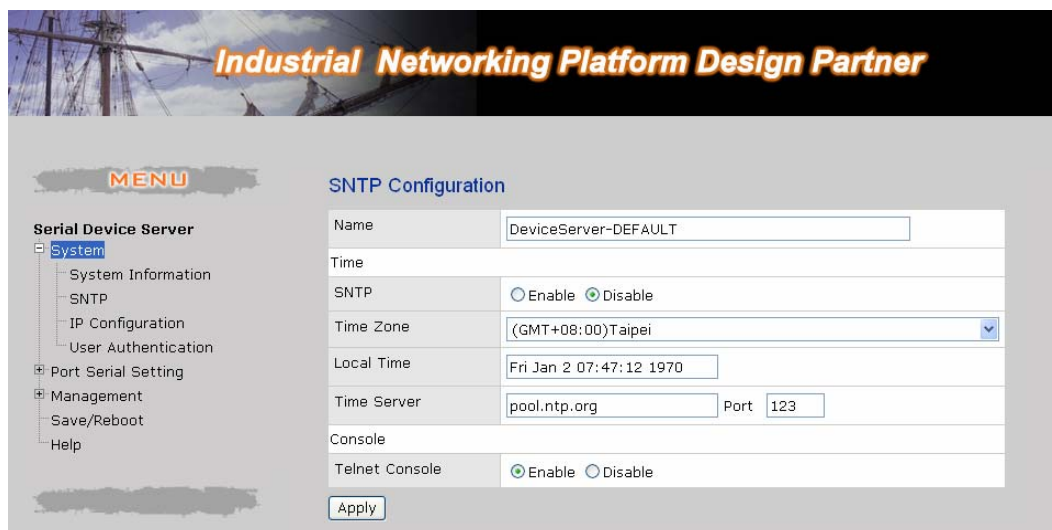 Industrial Networking Platform Design Partner
MENU
Serial Device Server
System
System Information
SNTP
IP Configuration
User Authentication
Port Serial Setting
Management
Save/Reboot
Help
SNTP Configuration
Name DeviceServer-DEFAULT
Time
SNTP Enable Disable
Time Zone (GMT+08:00)Taipei
Local Time Fri Jan 2 07:47:12 1970
Time Server pool.ntp.org Port 123
Console
Telnet Console Enable Disable
Apply